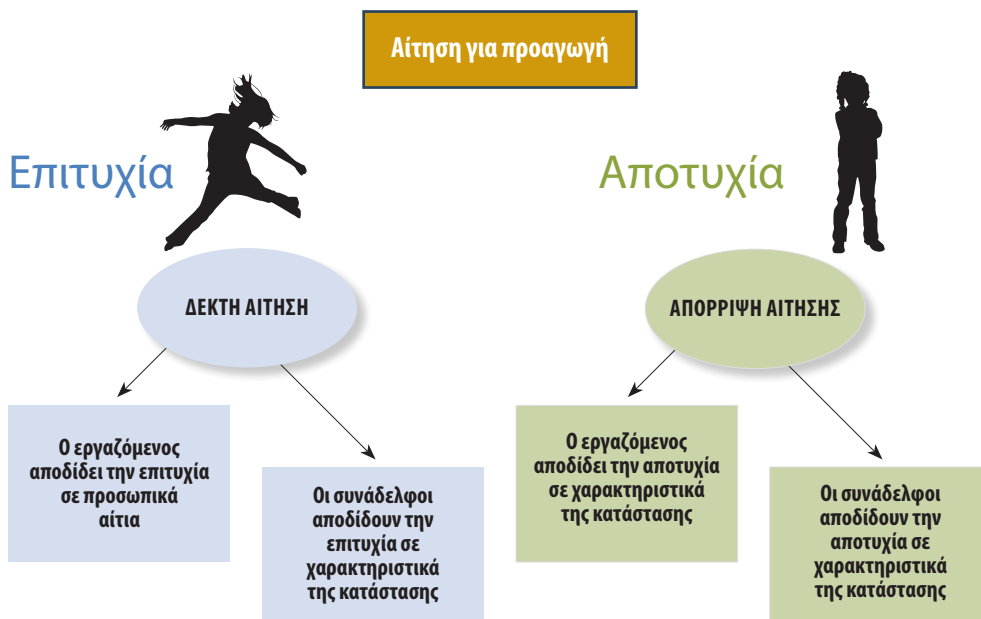 Αίτηση για προαγωγή
Επιτυχία
Αποτυχία
ΔΕΚΤΗ ΑΙΤΗΣΗ
ΑΠΟΡΡΙΨΗ ΑΙΤΗΣΗΣ
Ο εργαζόμενος
αποδίδει την επιτυχία
σε προσωπικά
αίτια
Οι συνάδελφοι
αποδίδουν την
επιτυχία σε
χαρακτηριστικά
της κατάστασης
Ο εργαζόμενος
αποδίδει την αποτυχία
σε χαρακτηριστικά
της κατάστασης
Οι συνάδελφοι
αποδίδουν την
αποτυχία σε
χαρακτηριστικά
της κατάστασης